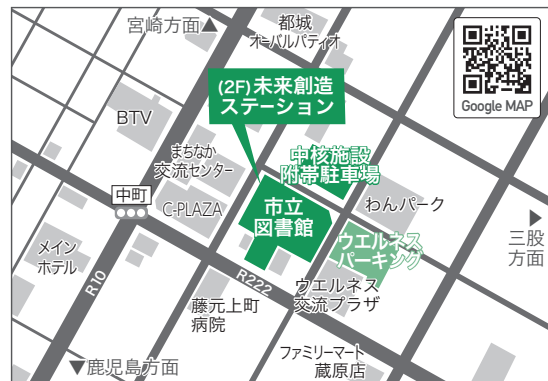 宮崎方面▲
都城
オーバルパティオ
Google MAP
(2F)未来創造
ステーション
BTV
まちなか
交流センター
中核施設
附帯駐車場
中町
C-PLAZA
市立
図書館
わんパーク
▶
三股
方面
メイン
ホテル
ウエルネス
パーキング
R10
R222
藤元上町
病院
ウエルネス
交流プラザ
▼鹿児島方面
ファミリーマート
蔵原店